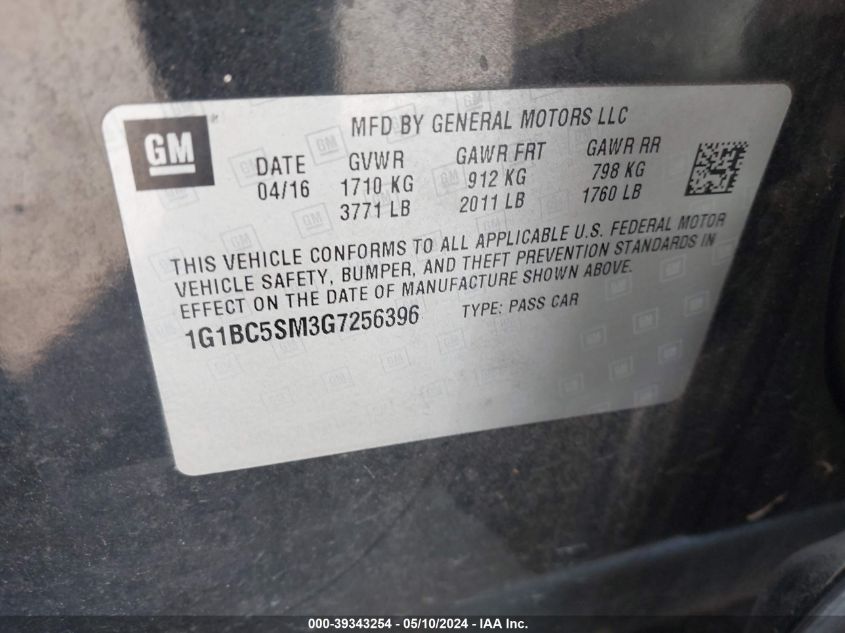 GM
MFD BY GENERAL MOTORS LLC
DATE GVWR GAWR FRT GAWR RR
04/16 1710 KG 912 KG 798 KG
3771 LB 2011 LB 1760 LB
THIS VEHICLE CONFORMS TO ALL APPLICABLE U.S. FEDERAL MOTOR
VEHICLE SAFETY, BUMPER, AND THEFT PREVENTION STANDARDS IN
EFFECT ON THE DATE OF MANUFACTURE SHOWN ABOVE.
1G1BC5SM3G7256396 TYPE: PASS CAR
000-39343254 - 05/10/2024 - IAA Inc.